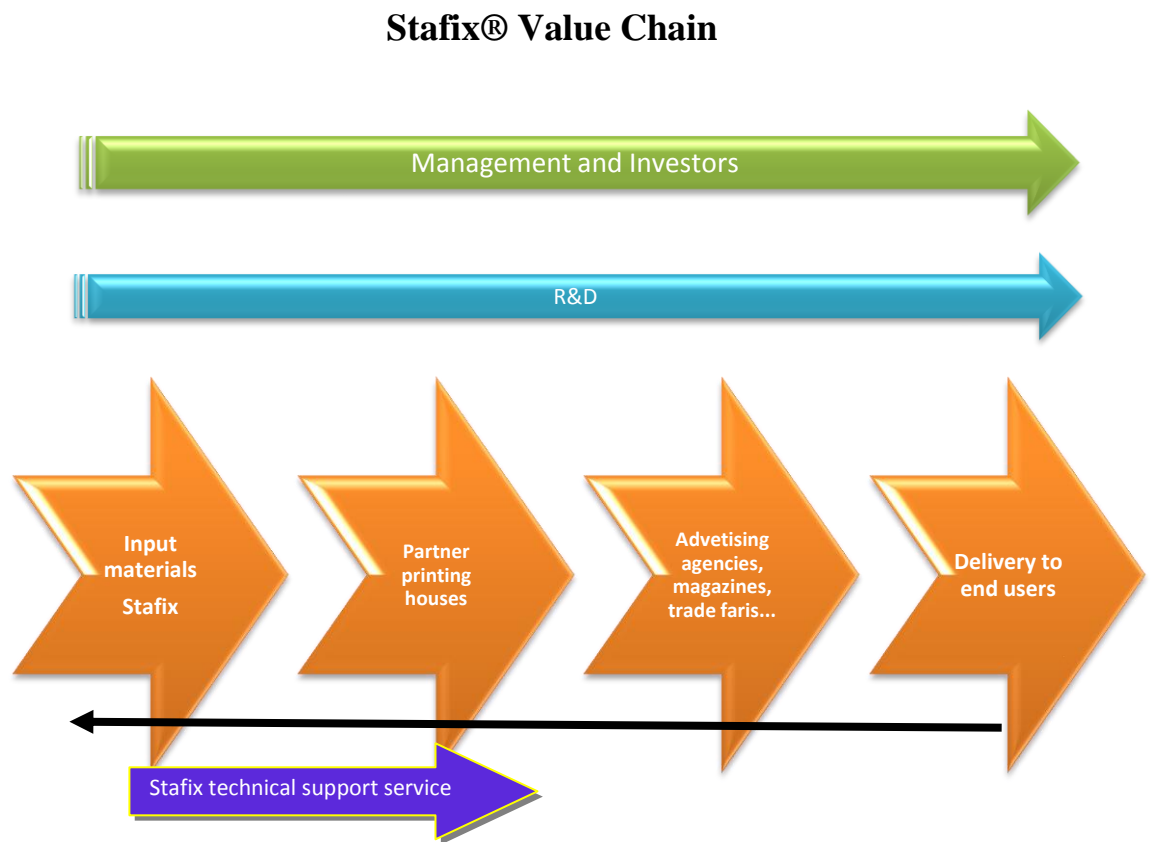 Stafix® Value Chain
Management and Investors
R&D
Input
materials
Stafix
Partner
printing
houses
Advetising
agencies,
magazines,
trade faris...
Delivery to
end users
Stafix technical support service